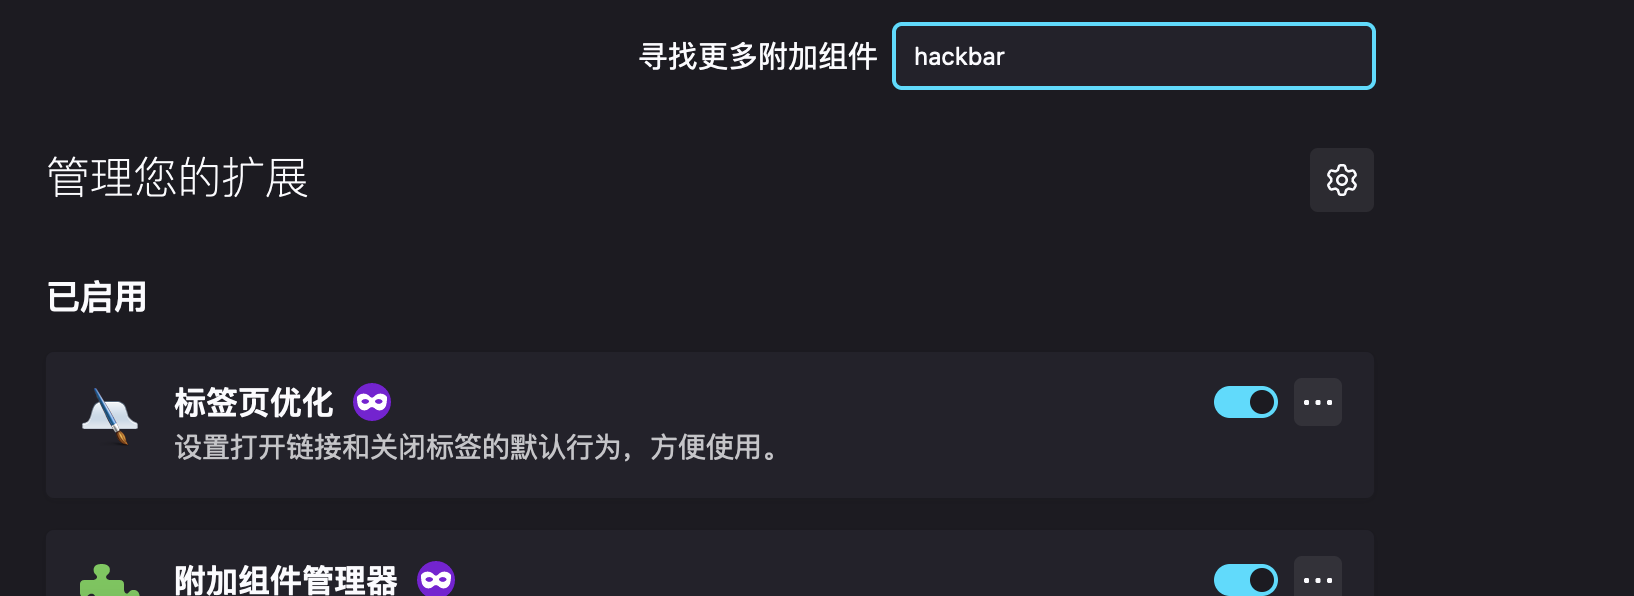 寻找更多附加组件 hackbar
管理您的扩展
已启用
标签页优化
设置打开链接和关闭标签的默认行为，方便使用。
附加组件管理器